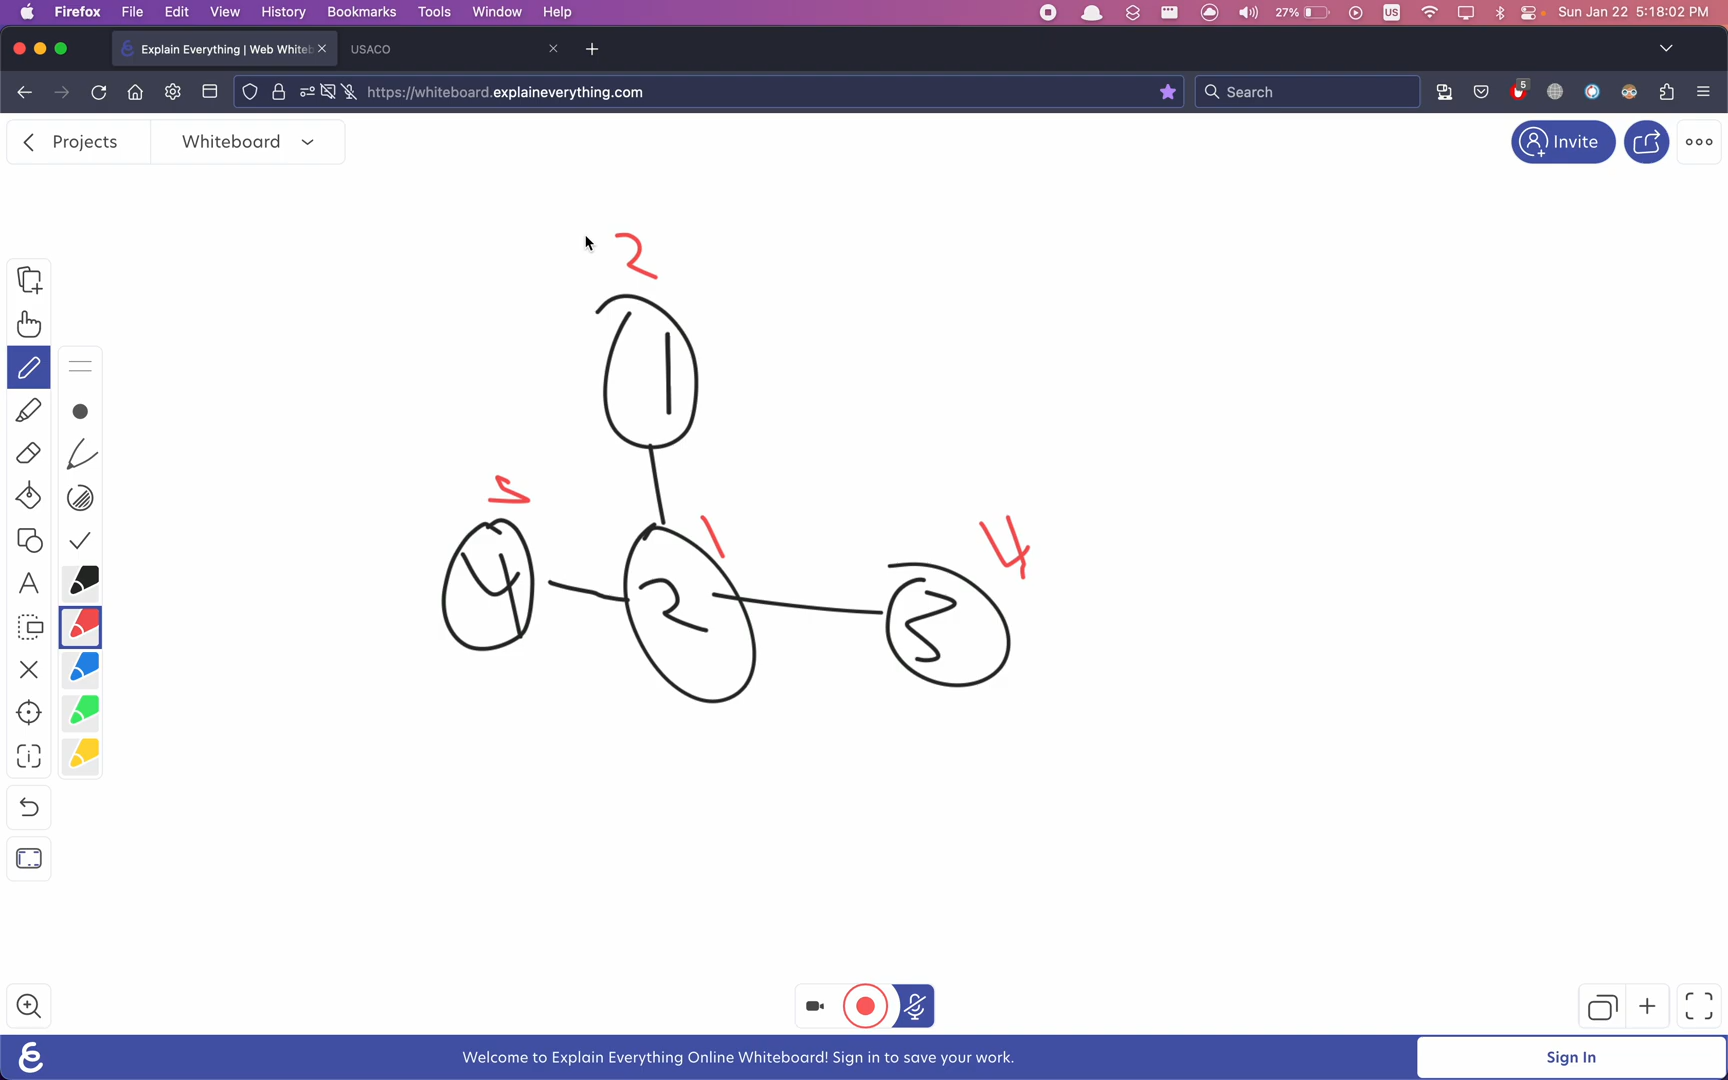 Firefox File Edit View History Bookmarks Tools Window Help 27% US Sun Jan 22 5:18:02 PM
Explain Everything | Web Whiteb USACO
https://whiteboard.explaineverything.com Search 5
Projects Whiteboard Invite
2
1
4 2 3
1 4
A
Welcome to Explain Everything Online Whiteboard! Sign in to save your work. Sign In